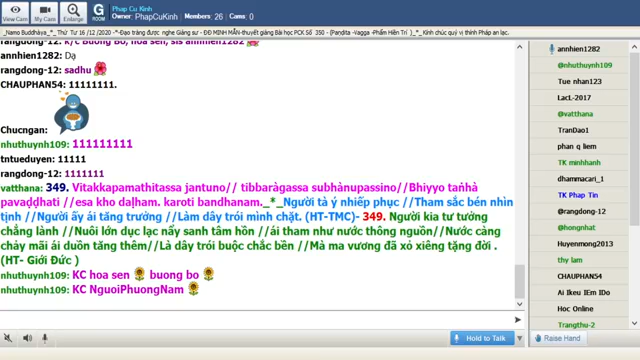 View Cam
My Cam
Enlarge
G
ROOM
Phap Cu Kinh
Owner: PhapCuKinh Members: 26 Cams: 0
_Namo Buddhàya_*_ Thứ Tư 16 /12 /2020 *-Đạo tràng được nghe Giảng sư - ĐĐ MINH MẪN-thuyết giảng Bài học PCK Số 350 - (Pandita -Vagga -Phẩm Hiền Trí) _*_ Kính chúc quý vị thính Pháp an lạc.
rangdong-12: k/c Buong Bo, hoa sen, sis annhien1282
annhien1282: Dạ
rangdong-12: sadhu
CHAUPHAN54: 11111111.
Chucngan:
nhuthuynh109: 111111111
tntueduyen: 11111
rangdong-12: 1111111
vatthana: 349. Vitakkapamathitassa jantuno// tibbaràgassa subhànupassino// Bhiyyo taṅhà
pavaḍḍhati// esa kho daḷham. karoti bandhanam._*_Người tà ý nhiếp phục// Tham sắc bén nhìn
tịnh// Người ấy ái tăng trưởng// Làm dây trói mình chặt. (HT-TMC)- 349. Người kia tư tướng
chẳng lành// Nuôi lớn dục lạc nẩy sanh tâm hồn// ái tham như nước thông nguồn// Nước càng
chảy mãi ái duồn tăng thêm//Là dây trói buộc chắc bền// Mà ma vương đã xỏ xiêng tặng đời .
(HT- Giới Đức )
nhuthuynh109: KC hoa sen buong bo
nhuthuynh109: KC NguoiPhuongNam
Hold to Talk
annhien1282
@nhuthuynh109
Tue nhan123
LacL-2017
@vatthana
TranDao1
phan q liem
TK minhhanh
dhammacari_1
TK Phap Tin
@rangdong-12
@hongnhat
Huyenmong2013
thy lam
CHAUPHAN54
Ai Ikeu IEm IDo
Hoc Online
Trangthu-2
Raise Hand